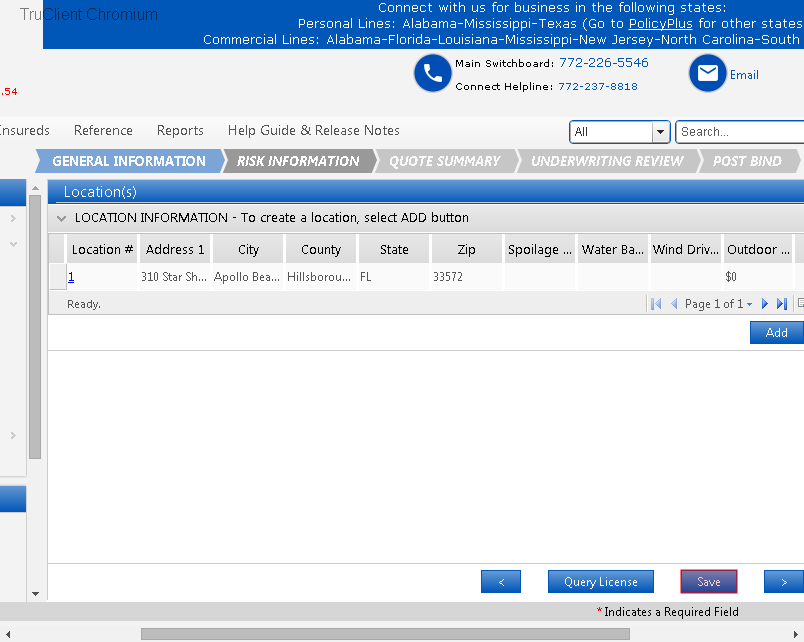 TruClient Chromium
Connect with us for business in the following states:
Personal Lines: Alabama-Mississippi-Texas (Go to PolicyPlus for other states
Commercial Lines: Alabama-Florida-Louisiana-Mississippi-New Jersey-North Carolina-South
Main Switchboard: 772-226-5546
Email
Connect Helpline: 772-237-8818
.54
Insureds Reference Reports Help Guide & Release Notes
All Search...
GENERAL INFORMATION RISK INFORMATION QUOTE SUMMARY UNDERWRITING REVIEW POST BIND
Location(s)
LOCATION INFORMATION - To create a location, select ADD button
Location # Address 1 City County State Zip Spoilage ... Water Ba... Wind Driv... Outdoor ...
1 310 Star Sh... Apollo Bea... Hillsborou... FL 33572 $0
Ready. Page 1 of 1
Add
< Query License Save >
* Indicates a Required Field